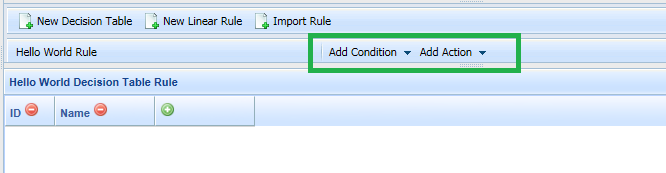 New Decision Table New Linear Rule Import Rule
Hello World Rule Add Condition Add Action
Hello World Decision Table Rule
ID Name